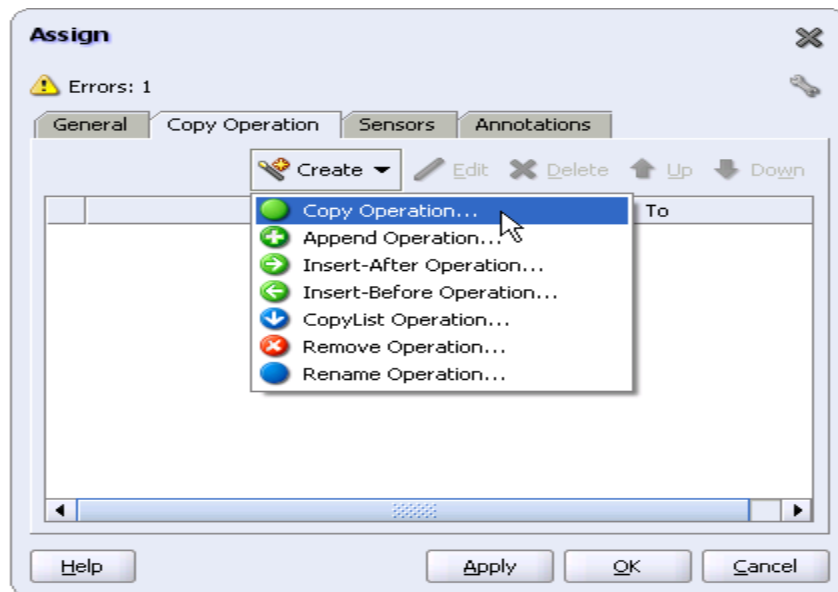 Assign
Errors: 1
General Copy Operation Sensors Annotations
Create Edit Delete Up Down
To
Copy Operation...
Append Operation...
Insert-After Operation...
Insert-Before Operation...
CopyList Operation...
Remove Operation...
Rename Operation...
Help Apply OK Cancel